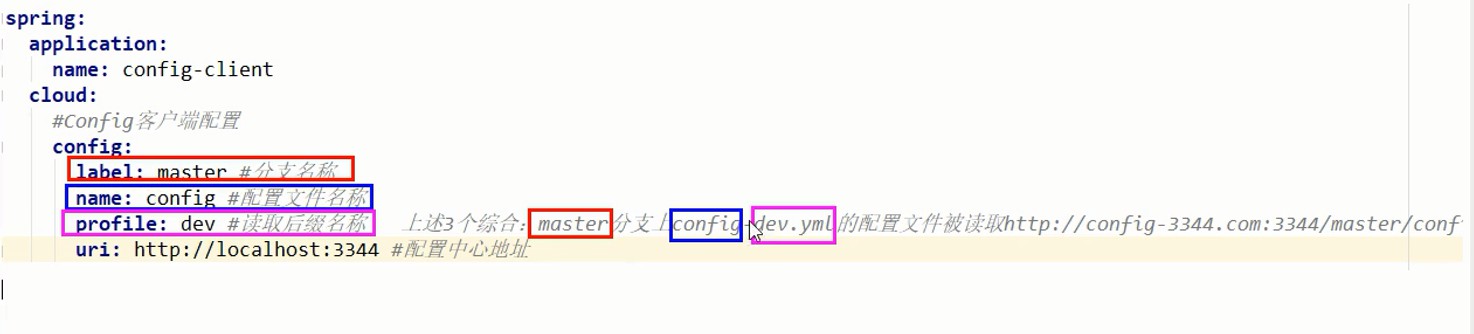 spring:
application:
name: config-client
cloud:
#Config客户端配置
config:
label: master #分支名称
name: config #配置文件名称
profile: dev #读取后缀名称 上述3个综合：master分支上config-dev.yml的配置文件被读取http://config-3344.com:3344/master/conf
uri: http://localhost:3344 #配置中心地址